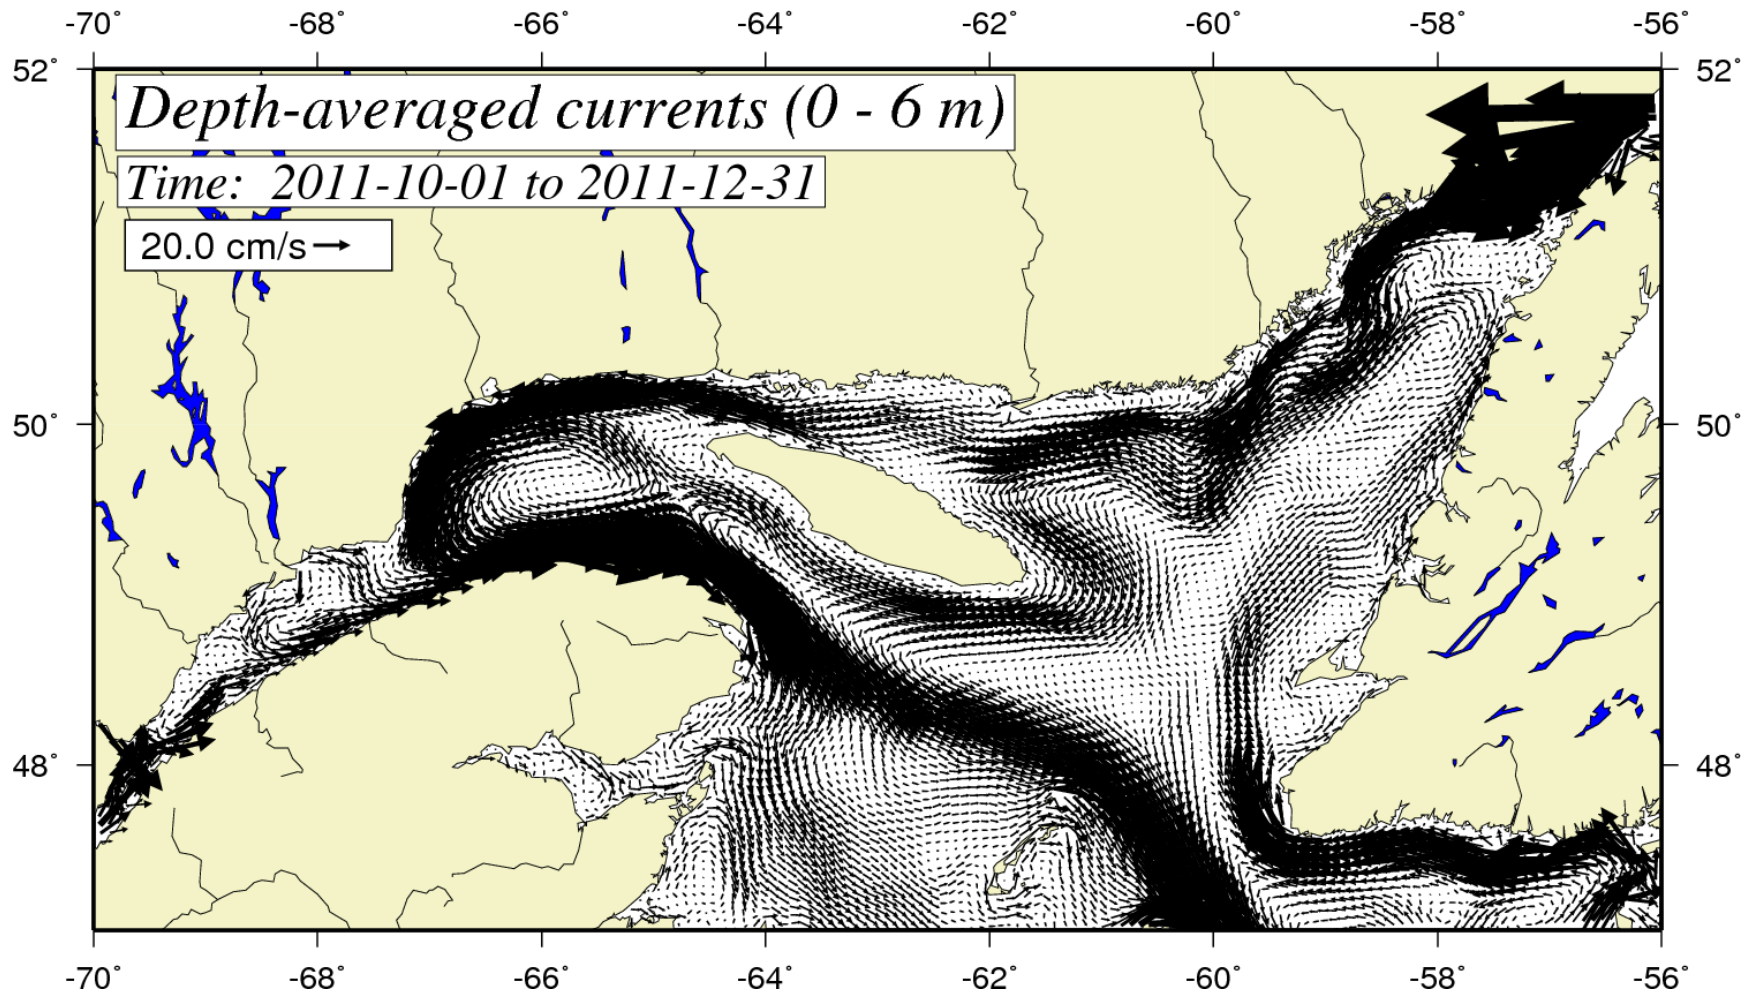 -70° -68° -66° -64° -62° -60° -58° -56°
52° 52°
Depth-averaged currents (0 - 6 m)
Time: 2011-10-01 to 2011-12-31
20.0 cm/s
50° 50°
48° 48°
-70° -68° -66° -64° -62° -60° -58° -56°